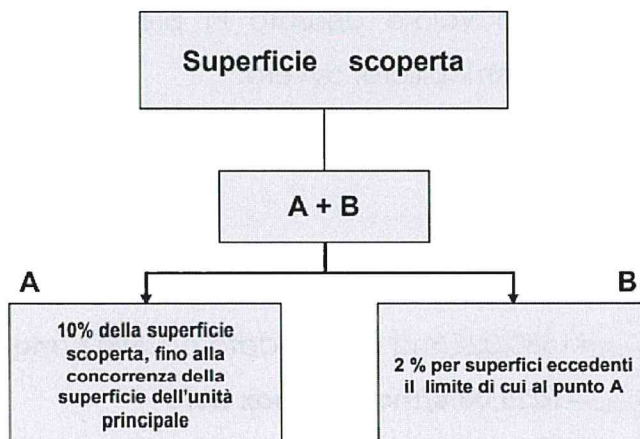 Superficie scoperta
A + B
A
B
10% della superficie
scoperta, fino alla
concorrenza della
superficie dell'unità
principale
2 % per superfici eccedenti
il limite di cui al punto A